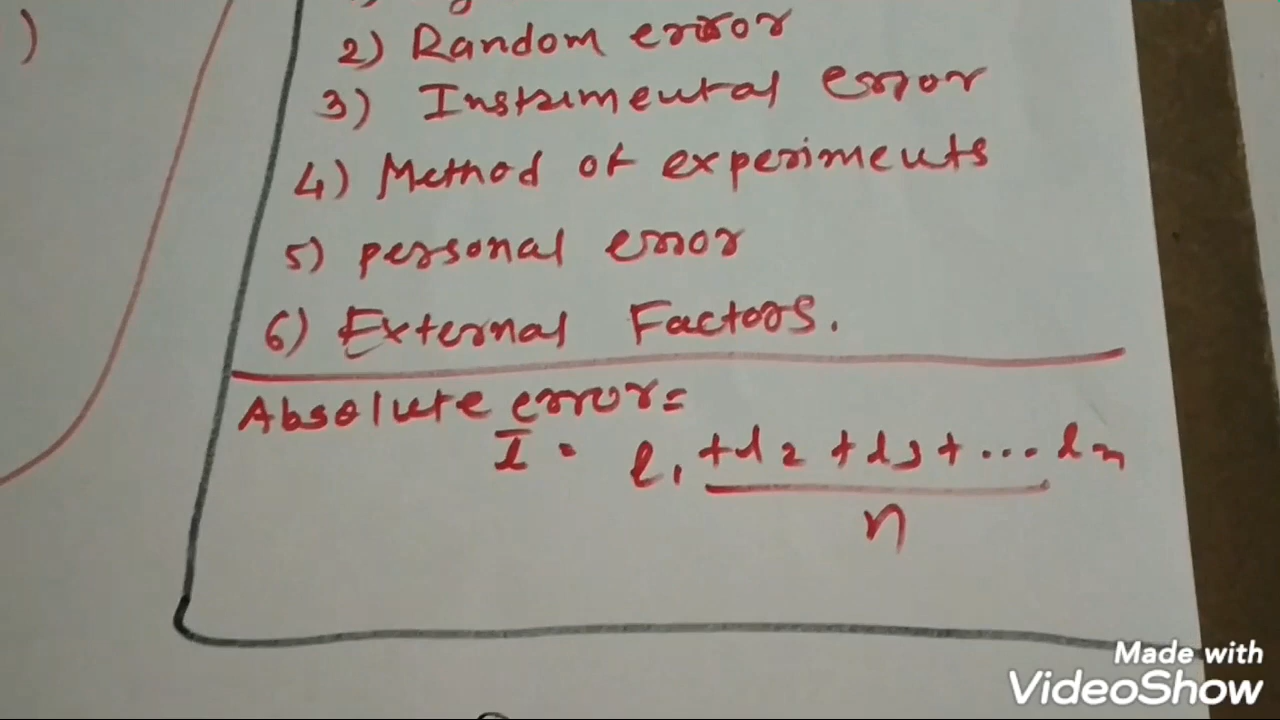 )
2) Random error
3) Instrumental error
4) Method of experiments
5) personal error
6) External Factors.
Absolute error=
I = l₁ + l2 + l3 + ... ln
n
Made with
VideoShow